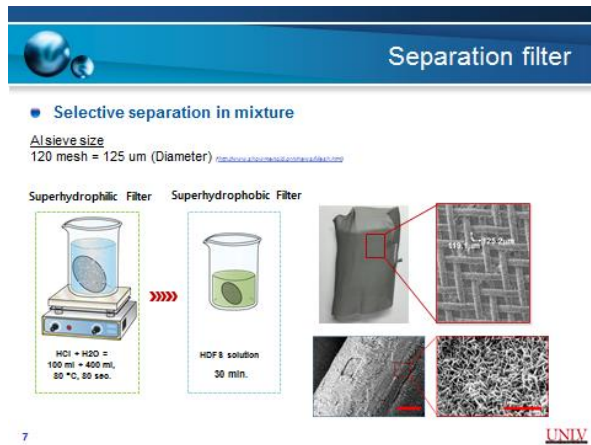 Separation filter
Selective separation in mixture
Al sieve size
120 mesh = 125 um (Diameter)
Superhydrophilic Filter
Superhydrophobic Filter
HCl + H2O =
100 ml + 400 ml,
80 °C, 80 sec.
HDFS solution
30 min.
7
UNIV